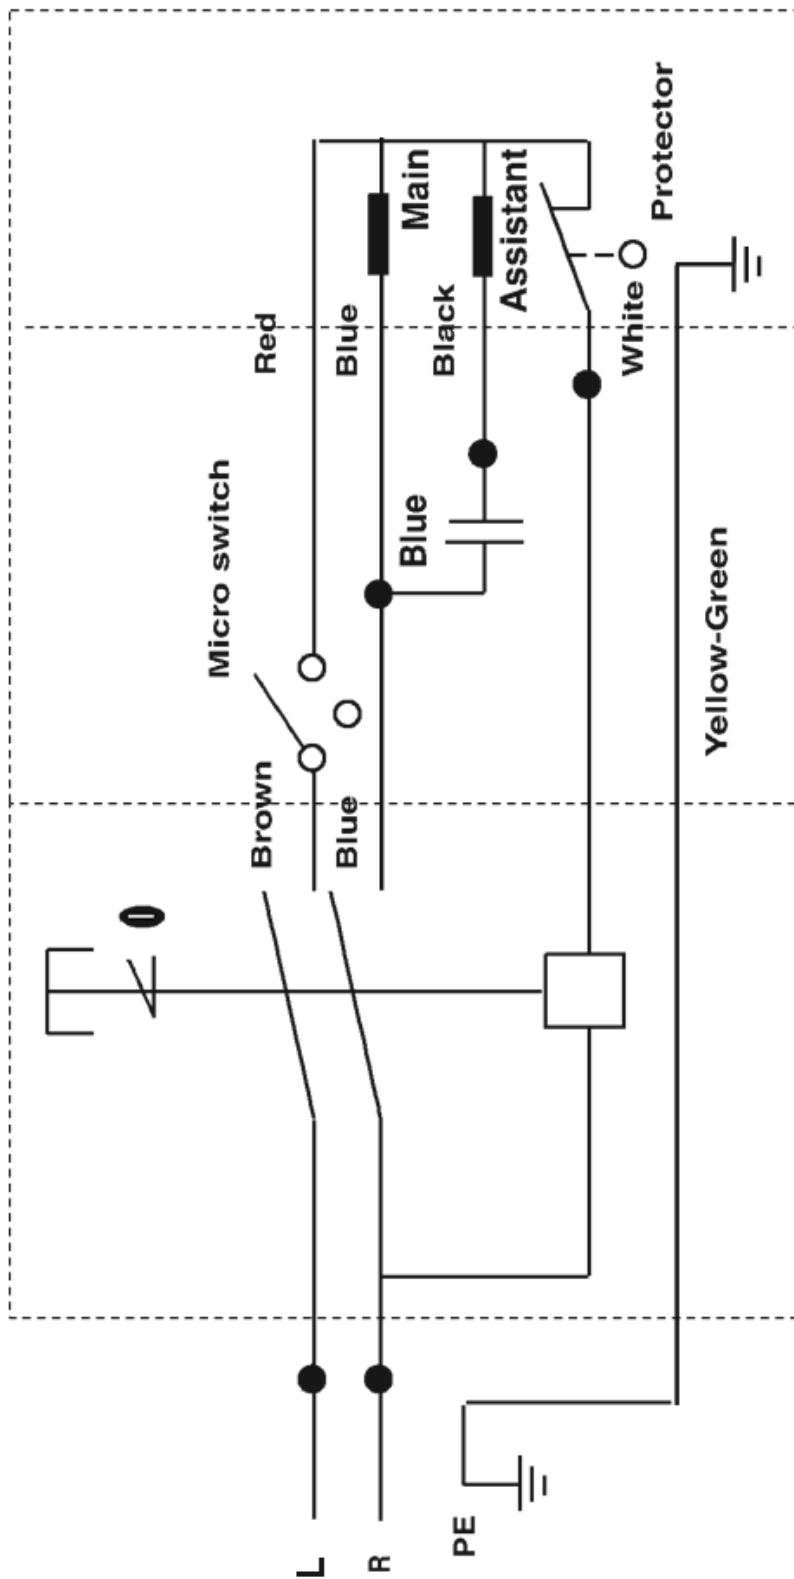 0
Micro switch
Brown
Red
L
Blue
Blue
R
Blue
Main
Black
PE
Assistant
White
Protector
Yellow-Green